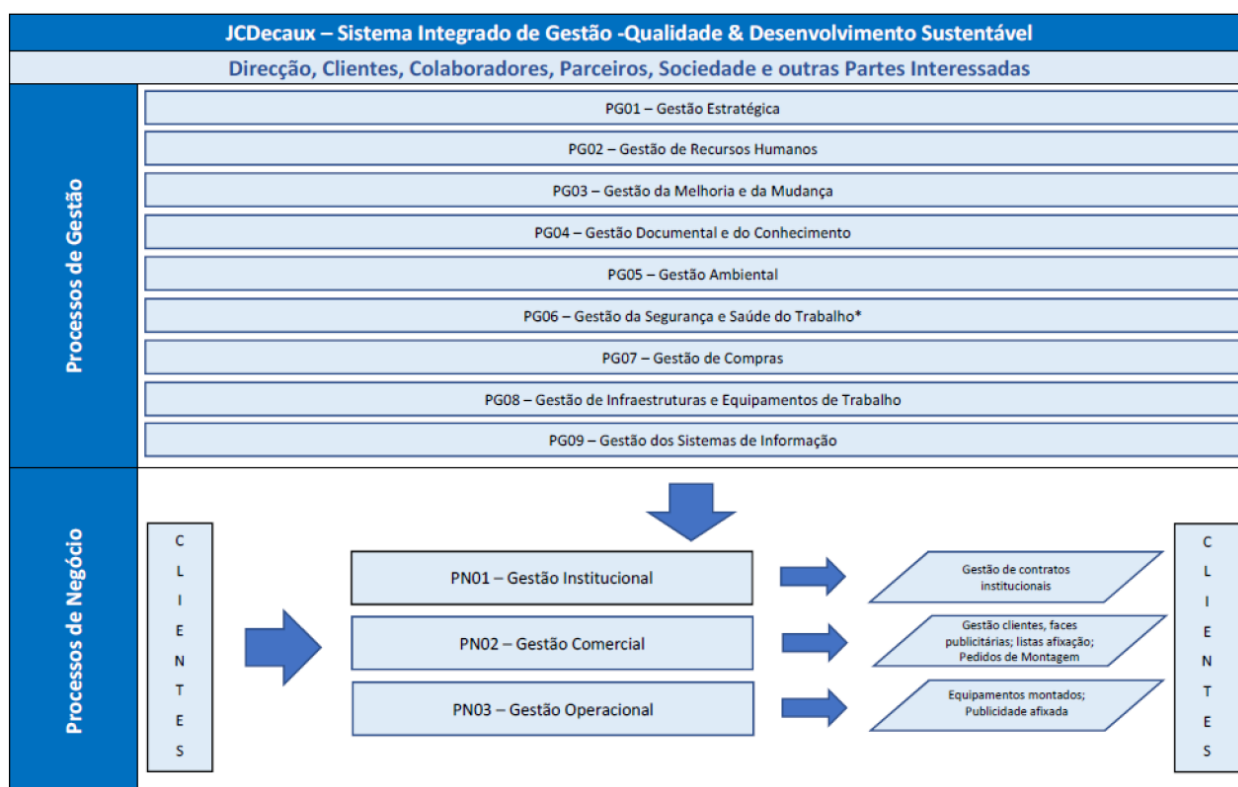 JCDecaux – Sistema Integrado de Gestão -Qualidade & Desenvolvimento Sustentável
Direcção, Clientes, Colaboradores, Parceiros, Sociedade e outras Partes Interessadas
Processos de Gestão
PG01 – Gestão Estratégica
PG02 – Gestão de Recursos Humanos
PG03 – Gestão da Melhoria e da Mudança
PG04 – Gestão Documental e do Conhecimento
PG05 – Gestão Ambiental
PG06 – Gestão da Segurança e Saúde do Trabalho*
PG07 – Gestão de Compras
PG08 – Gestão de Infraestruturas e Equipamentos de Trabalho
PG09 – Gestão dos Sistemas de Informação
Processos de Negócio
CLIENTES
PN01 – Gestão Institucional
Gestão de contratos
institucionais
PN02 – Gestão Comercial
Gestão clientes, faces
publicitárias; listas afixação;
Pedidos de Montagem
PN03 – Gestão Operacional
Equipamentos montados;
Publicidade afixada
CLIENTES